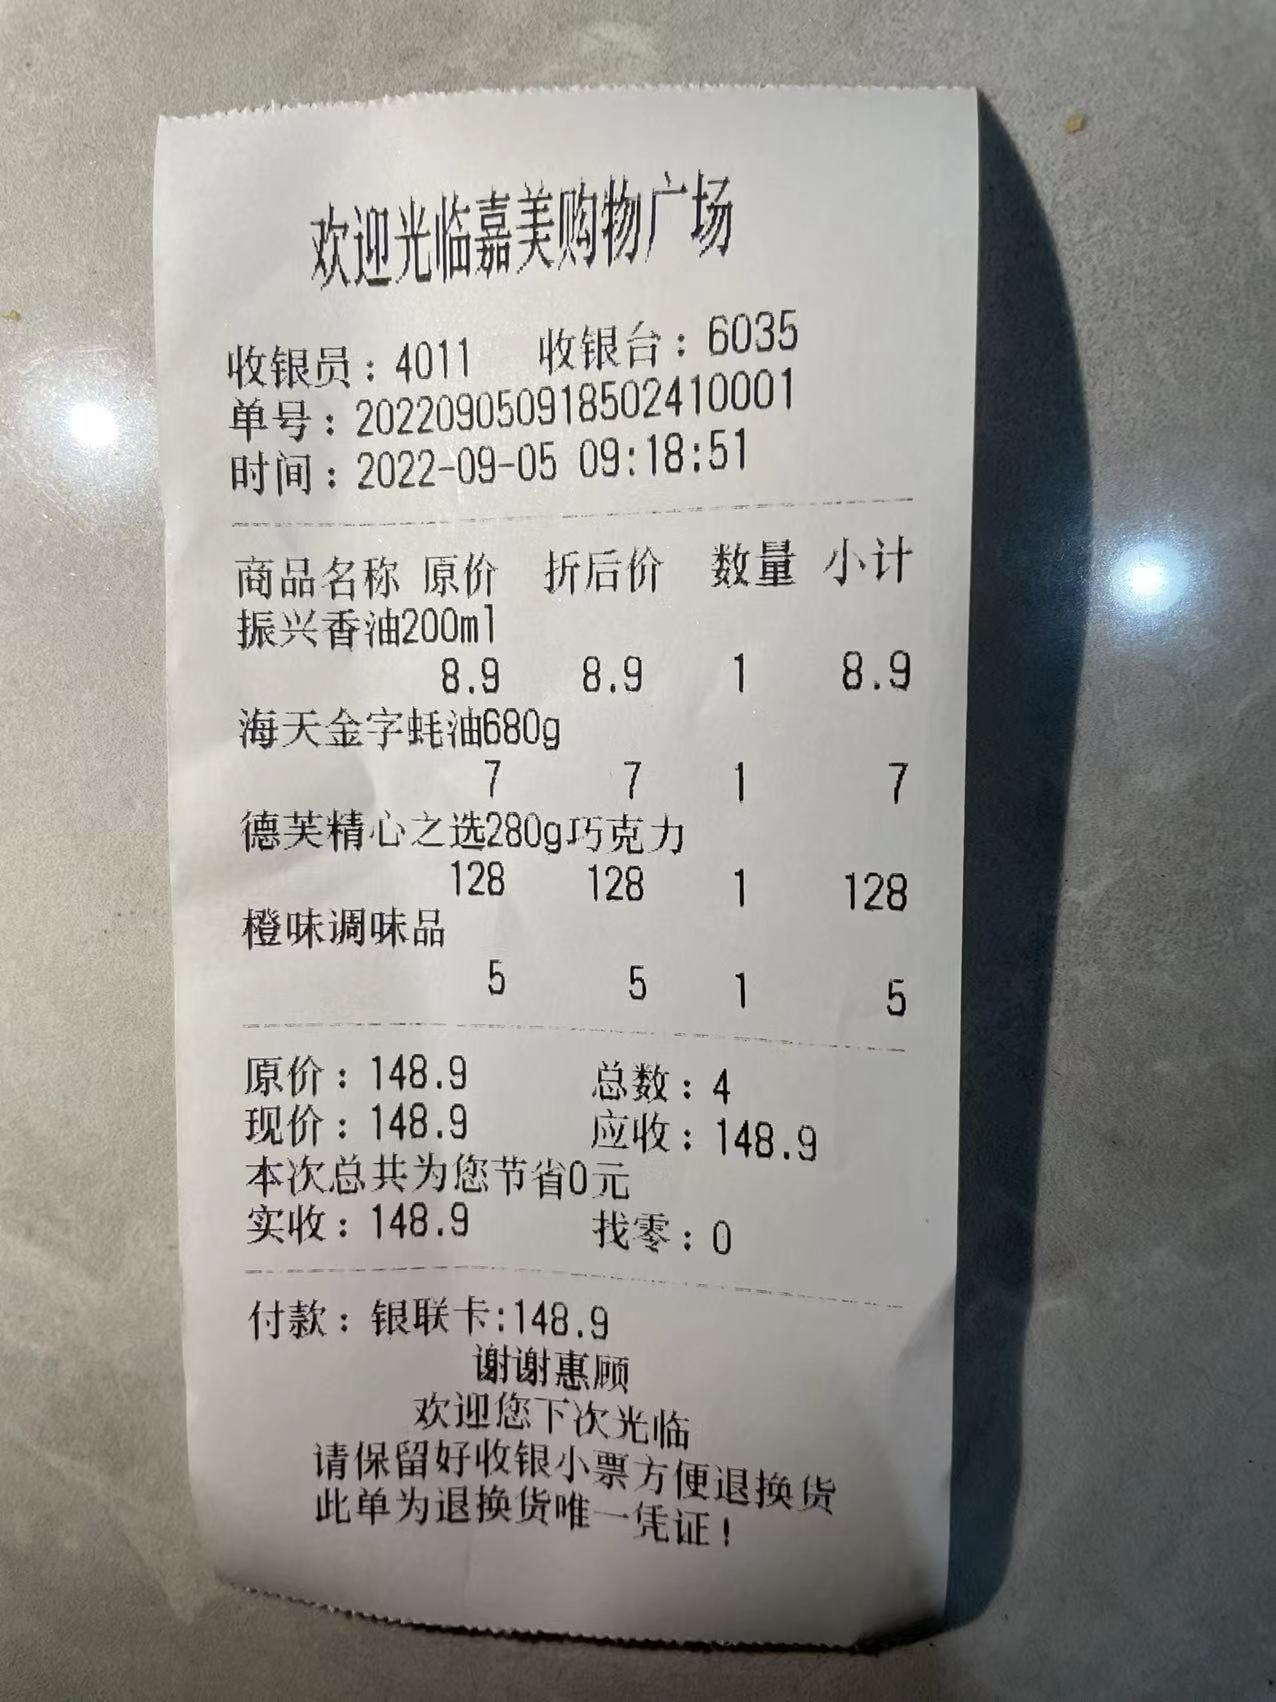 欢迎光临嘉美购物广场
收银员：4011 收银台：6035
单号：202209050918502410001
时间：2022-09-05 09:18:51
商品名称 原价 折后价 数量 小计
振兴香油200ml
8.9 8.9 1 8.9
海天金字蚝油680g
7 7 1 7
德芙精心之选280g巧克力
128 128 1 128
橙味调味品
5 5 1 5
原价：148.9 总数：4
现价：148.9 应收：148.9
本次总共为您节省0元
实收：148.9 找零：0
付款：银联卡:148.9
谢谢惠顾
欢迎您下次光临
请保留好收银小票方便退换货
此单为退换货唯一凭证！